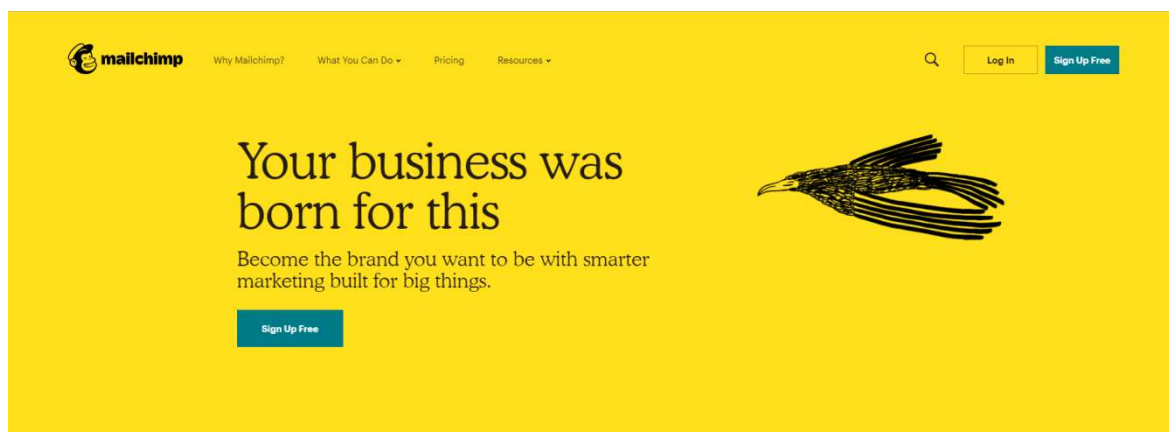 mailchimp
Why Mailchimp?
What You Can Do
Pricing
Resources
Log In
Sign Up Free
Your business was
born for this
Become the brand you want to be with smarter
marketing built for big things.
Sign Up Free